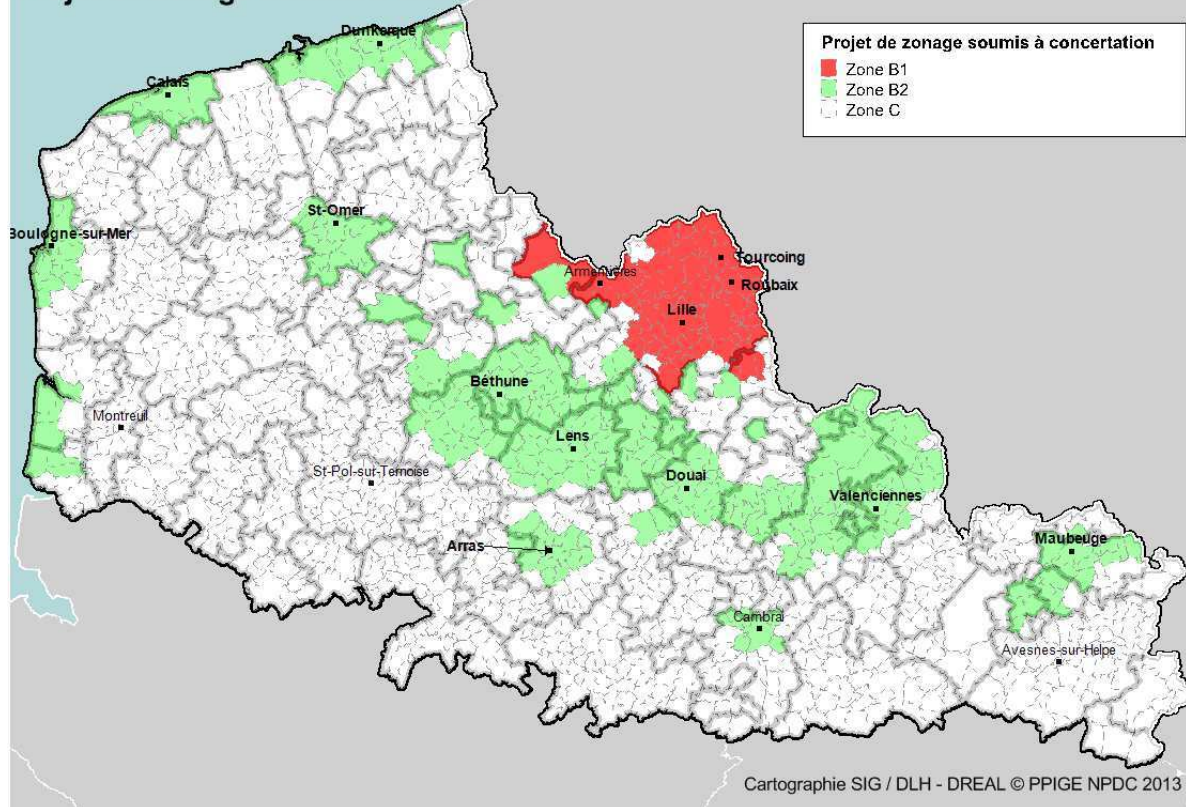 Dunkerque
Calais
Projet de zonage soumis à concertation
Zone B1
Zone B2
Zone C
St-Omer
Boulogne-sur-Mer
Tourcoing
Armentières
Roubaix
Lille
Béthune
Montreuil
Lens
St-Pol-sur-Ternoise
Douai
Valenciennes
Arras
Maubeuge
Cambrai
Avesnes-sur-Helpe
Cartographie SIG / DLH - DREAL © PPIGE NPDC 2013